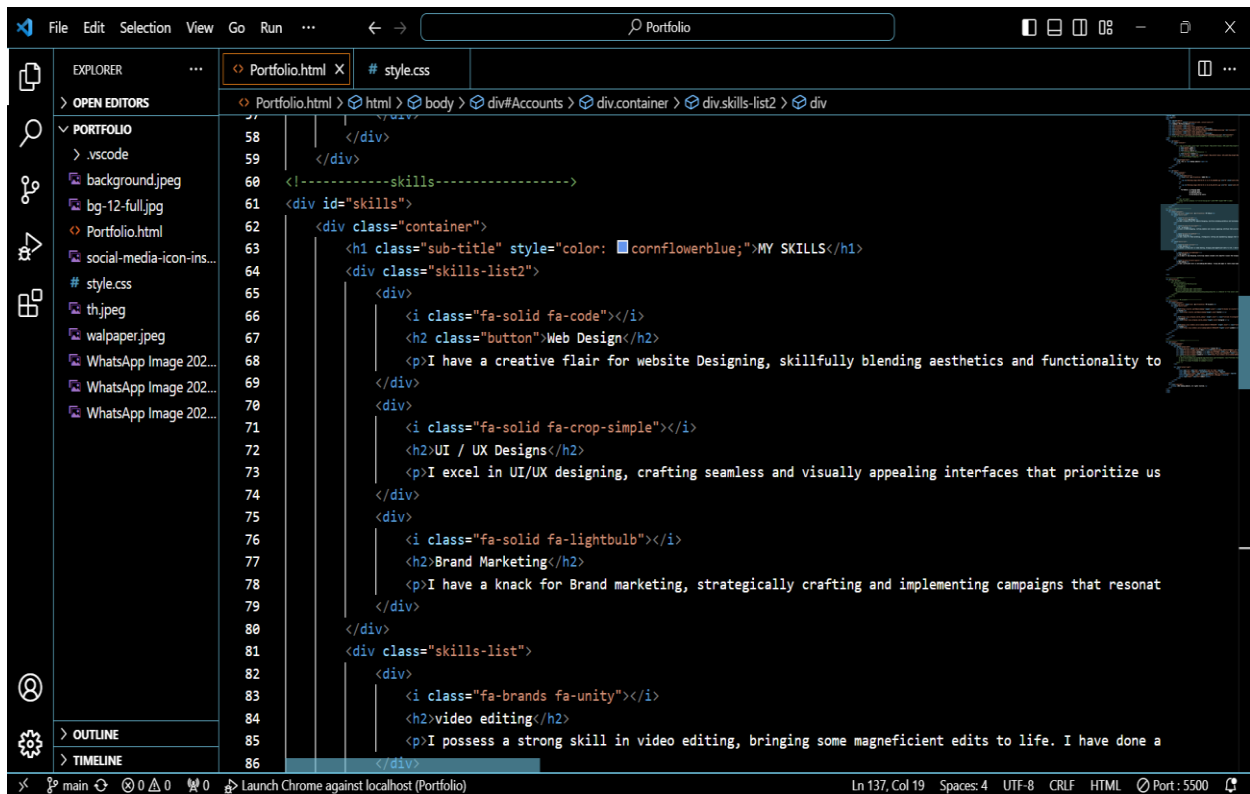 File Edit Selection View Go Run ··· Portfolio
EXPLORER ···
OPEN EDITORS
PORTFOLIO
.vscode
background.jpeg
bg-12-full.jpg
Portfolio.html
social-media-icon-ins...
# style.css
th.jpeg
walpaper.jpeg
WhatsApp Image 202...
WhatsApp Image 202...
WhatsApp Image 202...
OUTLINE
TIMELINE
Portfolio.html X # style.css ···
Portfolio.html > html > body > div#Accounts > div.container > div.skills-list2 > div
57 </div>
58 </div>
59 </div>
60 <!------------skills------------------>
61 <div id="skills">
62 <div class="container">
63 <h1 class="sub-title" style="color: cornflowerblue;">MY SKILLS</h1>
64 <div class="skills-list2">
65 <div>
66 <i class="fa-solid fa-code"></i>
67 <h2 class="button">Web Design</h2>
68 <p>I have a creative flair for website Designing, skillfully blending aesthetics and functionality to
69 </div>
70 <div>
71 <i class="fa-solid fa-crop-simple"></i>
72 <h2>UI / UX Designs</h2>
73 <p>I excel in UI/UX designing, crafting seamless and visually appealing interfaces that prioritize us
74 </div>
75 <div>
76 <i class="fa-solid fa-lightbulb"></i>
77 <h2>Brand Marketing</h2>
78 <p>I have a knack for Brand marketing, strategically crafting and implementing campaigns that resonat
79 </div>
80 </div>
81 <div class="skills-list">
82 <div>
83 <i class="fa-brands fa-unity"></i>
84 <h2>video editing</h2>
85 <p>I possess a strong skill in video editing, bringing some magneficient edits to life. I have done a
86 </div>
main 0 0 0 Launch Chrome against localhost (Portfolio) Ln 137, Col 19 Spaces: 4 UTF-8 CRLF HTML Port : 5500